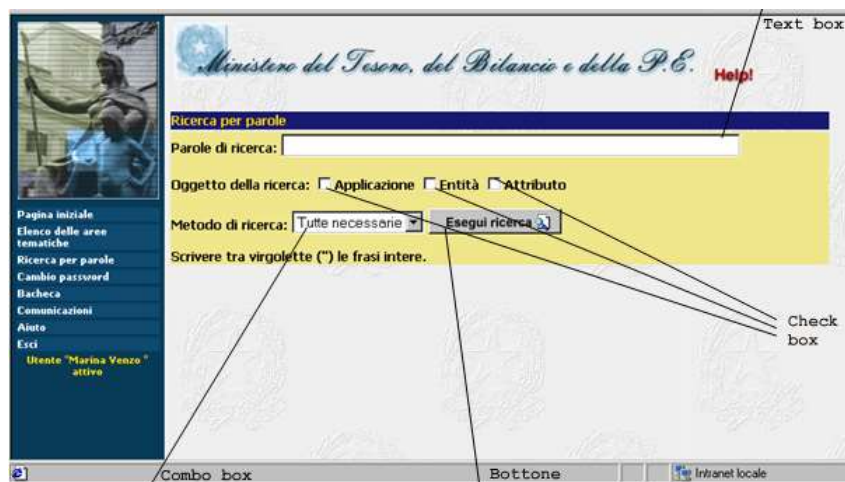 Text box
Ministero del Tesoro, del Bilancio e della P.E.
Help!
Ricerca per parole
Parole di ricerca:
Oggetto della ricerca: Applicazione Entità Attributo
Metodo di ricerca: Tutte necessarie Esegui ricerca
Scrivere tra virgolette (") le frasi intere.
Pagina iniziale
Elenco delle aree
tematiche
Ricerca per parole
Cambio password
Bacheca
Comunicazioni
Aiuto
Esci
Utente "Marina Venzo "
attivo
Check
box
Combo box
Bottone
Intranet locale